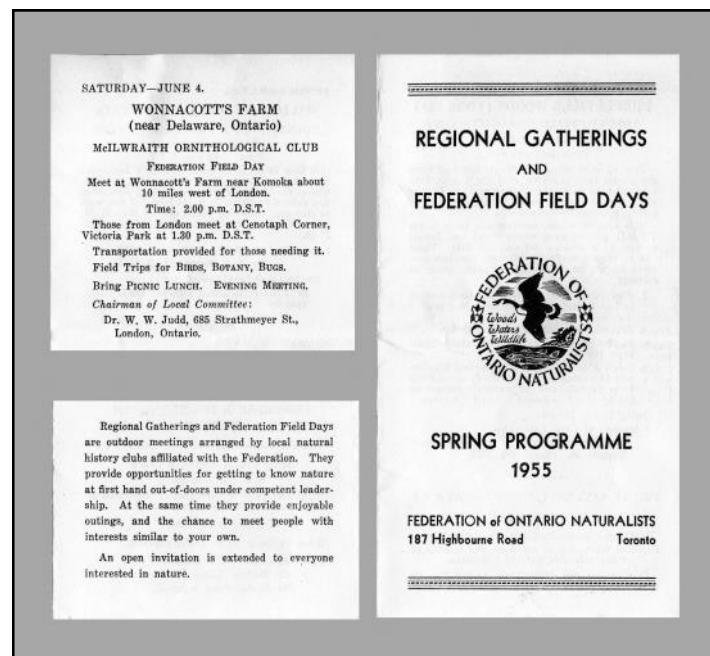 SATURDAY—JUNE 4.
WONNACOTT'S FARM
(near Delaware, Ontario)
McILWRAITH ORNITHOLOGICAL CLUB
FEDERATION FIELD DAY
Meet at Wonnacott's Farm near Komoka about
10 miles west of London.
Time: 2.00 p.m. D.S.T.
Those from London meet at Cenotaph Corner,
Victoria Park at 1.30 p.m. D.S.T.
Transportation provided for those needing it.
Field Trips for BIRDS, BOTANY, BUGS.
Bring PICNIC LUNCH. EVENING MEETING.
Chairman of Local Committee:
Dr. W. W. Judd, 685 Strathmeyer St.,
London, Ontario.
Regional Gatherings and Federation Field Days
are outdoor meetings arranged by local natural
history clubs affiliated with the Federation. They
provide opportunities for getting to know nature
at first hand out-of-doors under competent leader-
ship. At the same time they provide enjoyable
outings, and the chance to meet people with
interests similar to your own.
An open invitation is extended to everyone
interested in nature.
REGIONAL GATHERINGS
AND
FEDERATION FIELD DAYS
FEDERATION OF
ONTARIO NATURALISTS
Woods
Waters
Wildlife
SPRING PROGRAMME
1955
FEDERATION of ONTARIO NATURALISTS
187 Highbourne Road Toronto